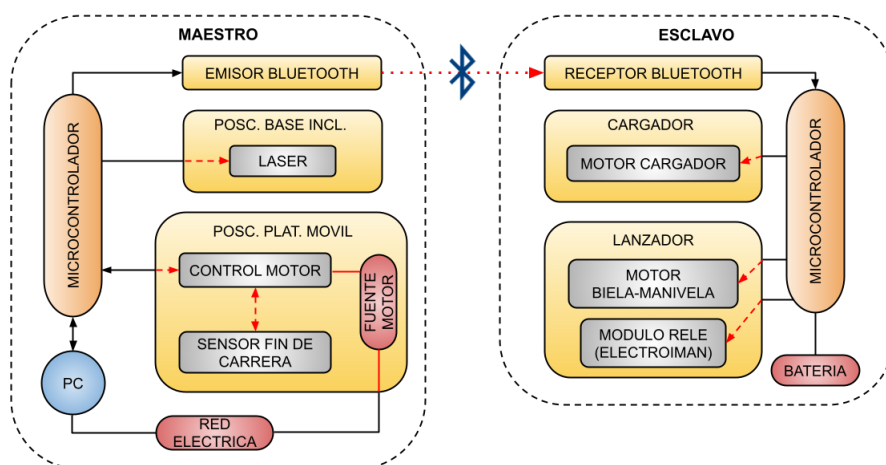 MAESTRO
EMISOR BLUETOOTH
MICROCONTROLADOR
POSC. BASE INCL.
LASER
POSC. PLAT. MOVIL
CONTROL MOTOR
FUENTE
MOTOR
SENSOR FIN DE
CARRERA
PC
RED
ELECTRICA
ESCLAVO
RECEPTOR BLUETOOTH
CARGADOR
MOTOR CARGADOR
MICROCONTROLADOR
LANZADOR
MOTOR
BIELA-MANIVELA
MODULO RELE
(ELECTROIMAN)
BATERIA